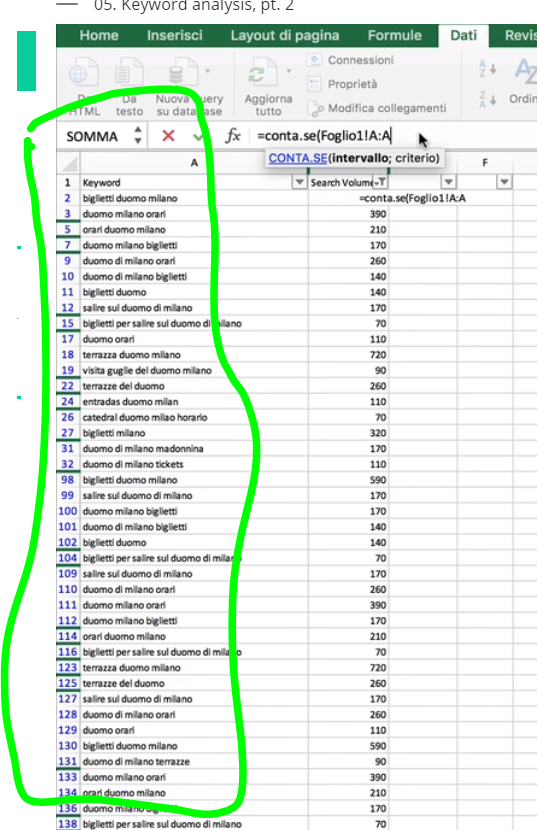 05. Keyword analysis, pt. 2
Home Inserisci Layout di pagina Formule Dati Revis
Connessioni
Proprietà
Modifica collegamenti
HTML
Da testo
Nuova query su database
Aggiorna tutto
Ordin
SOMMA fx =conta.se(Foglio1!A:A
CONTA.SE(intervallo; criterio)
A F
1 Keyword Search Volume
2 biglietti duomo milano =conta.se(Foglio1!A:A
3 duomo milano orari 390
5 orari duomo milano 210
7 duomo milano biglietti 170
9 duomo di milano orari 260
10 duomo di milano biglietti 140
11 biglietti duomo 140
12 salire sul duomo di milano 170
15 biglietti per salire sul duomo di milano 70
17 duomo orari 110
18 terrazza duomo milano 720
19 visita guglie del duomo milano 90
22 terrazze del duomo 260
24 entradas duomo milan 110
26 catedral duomo milao horario 70
27 biglietti milano 320
31 duomo di milano madonnina 170
32 duomo di milano tickets 110
98 biglietti duomo milano 590
99 salire sul duomo di milano 170
100 duomo milano biglietti 170
101 duomo di milano biglietti 140
102 biglietti duomo 140
104 biglietti per salire sul duomo di milano 70
109 salire sul duomo di milano 170
110 duomo di milano orari 260
111 duomo milano orari 390
112 duomo milano biglietti 170
114 orari duomo milano 210
116 biglietti per salire sul duomo di milano 70
123 terrazza duomo milano 720
125 terrazze del duomo 260
127 salire sul duomo di milano 170
128 duomo di milano orari 260
129 duomo orari 110
130 biglietti duomo milano 590
131 duomo di milano terrazze 90
133 duomo milano orari 390
134 orari duomo milano 210
136 duomo milano biglietti 170
138 biglietti per salire sul duomo di milano 70